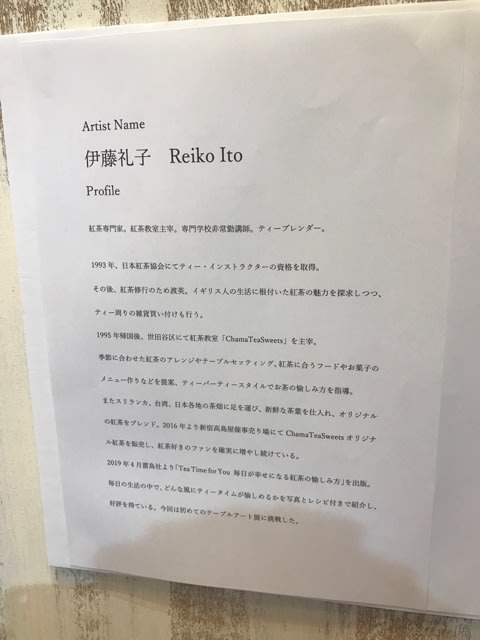 Artist Name
伊藤礼子　Reiko Ito
Profile
紅茶専門家。紅茶教室主宰。専門学校非常勤講師。ティーブレンダー。
1993年、日本紅茶協会にてティー・インストラクターの資格を取得。
その後、紅茶修行のため渡英。イギリス人の生活に根付いた紅茶の魅力を探求しつつ、
ティー周りの雑貨買い付けも行う。
1995年帰国後、世田谷区にて紅茶教室「ChamaTeaSweets」を主宰。
季節に合わせた紅茶のアレンジやテーブルセッティング、紅茶に合うフードやお菓子の
メニュー作りなどを提案、ティーパーティースタイルでお茶の愉しみ方を指導。
またスリランカ、台湾、日本各地の茶畑に足を運び、新鮮な茶葉を仕入れ、オリジナル
の紅茶をブレンド。2016年より新宿高島屋催事売り場にてChamaTeaSweetsオリジナ
ル紅茶を販売し、紅茶好きのファンを確実に増やし続けている。
2019年4月雷鳥社より『Tea Time for You 毎日が幸せになる紅茶の愉しみ方』を出版。
毎日の生活の中で、どんな風にティータイムが愉しめるかを写真とレシピ付きで紹介し、
好評を得ている。今回は初めてのテーブルアート展に挑戦した。